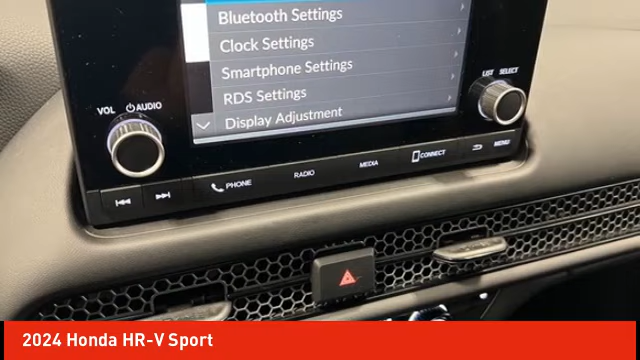 Bluetooth Settings
Clock Settings
Smartphone Settings
RDS Settings
Display Adjustment
VOL AUDIO
LIST SELECT
PHONE RADIO MEDIA CONNECT MENU
2024 Honda HR-V Sport